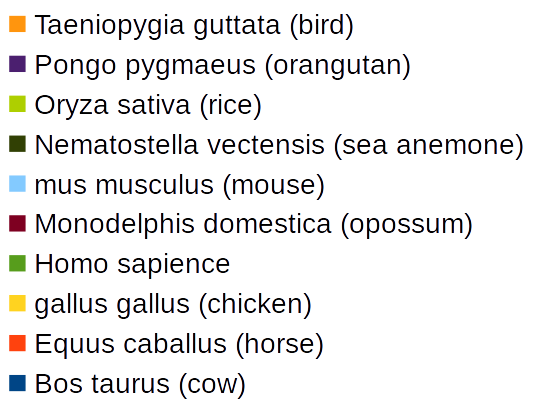 Taeniopygia guttata (bird)
Pongo pygmaeus (orangutan)
Oryza sativa (rice)
Nematostella vectensis (sea anemone)
mus musculus (mouse)
Monodelphis domestica (opossum)
Homo sapience
gallus gallus (chicken)
Equus caballus (horse)
Bos taurus (cow)